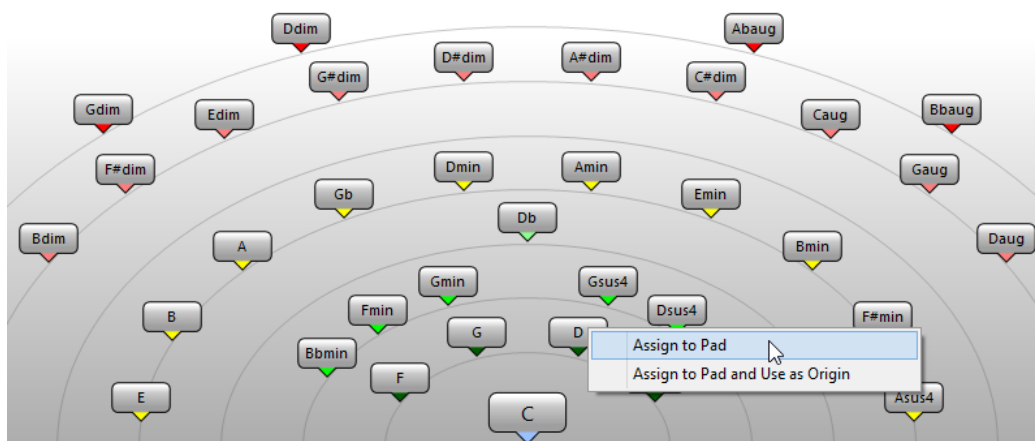 Ddim
Abaug
D#dim
A#dim
G#dim
C#dim
Gdim
Edim
Caug
Bbaug
F#dim
Dmin
Amin
Gaug
Gb
Emin
Db
Bdim
A
Bmin
Daug
Gmin
Gsus4
Fmin
Dsus4
B
F#min
G
D
Assign to Pad
Bbmin
F
Assign to Pad and Use as Origin
E
Asus4
C